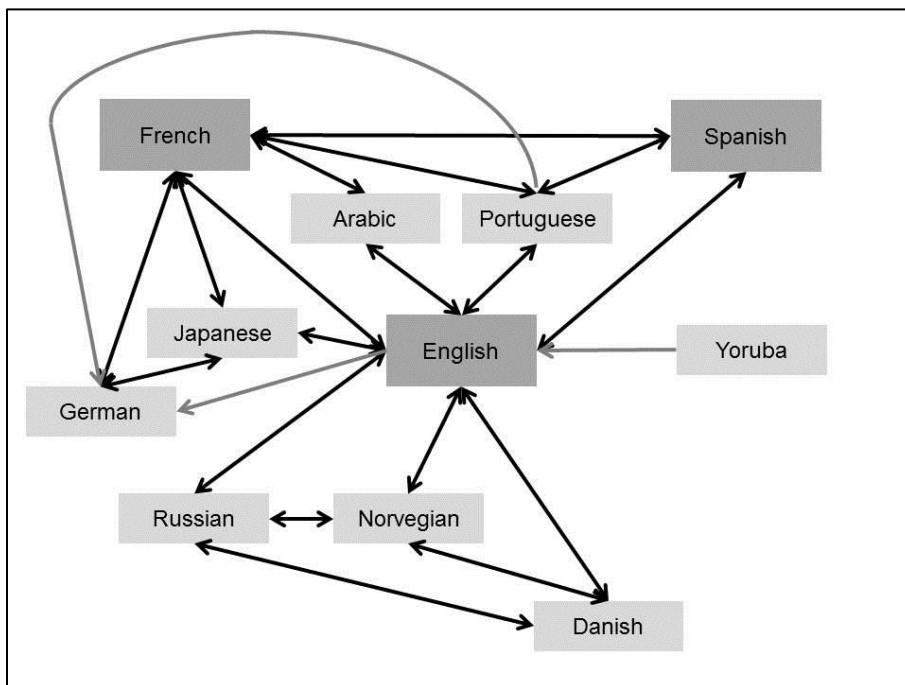 French
Spanish
Arabic
Portuguese
Japanese
English
Yoruba
German
Russian
Norvegian
Danish